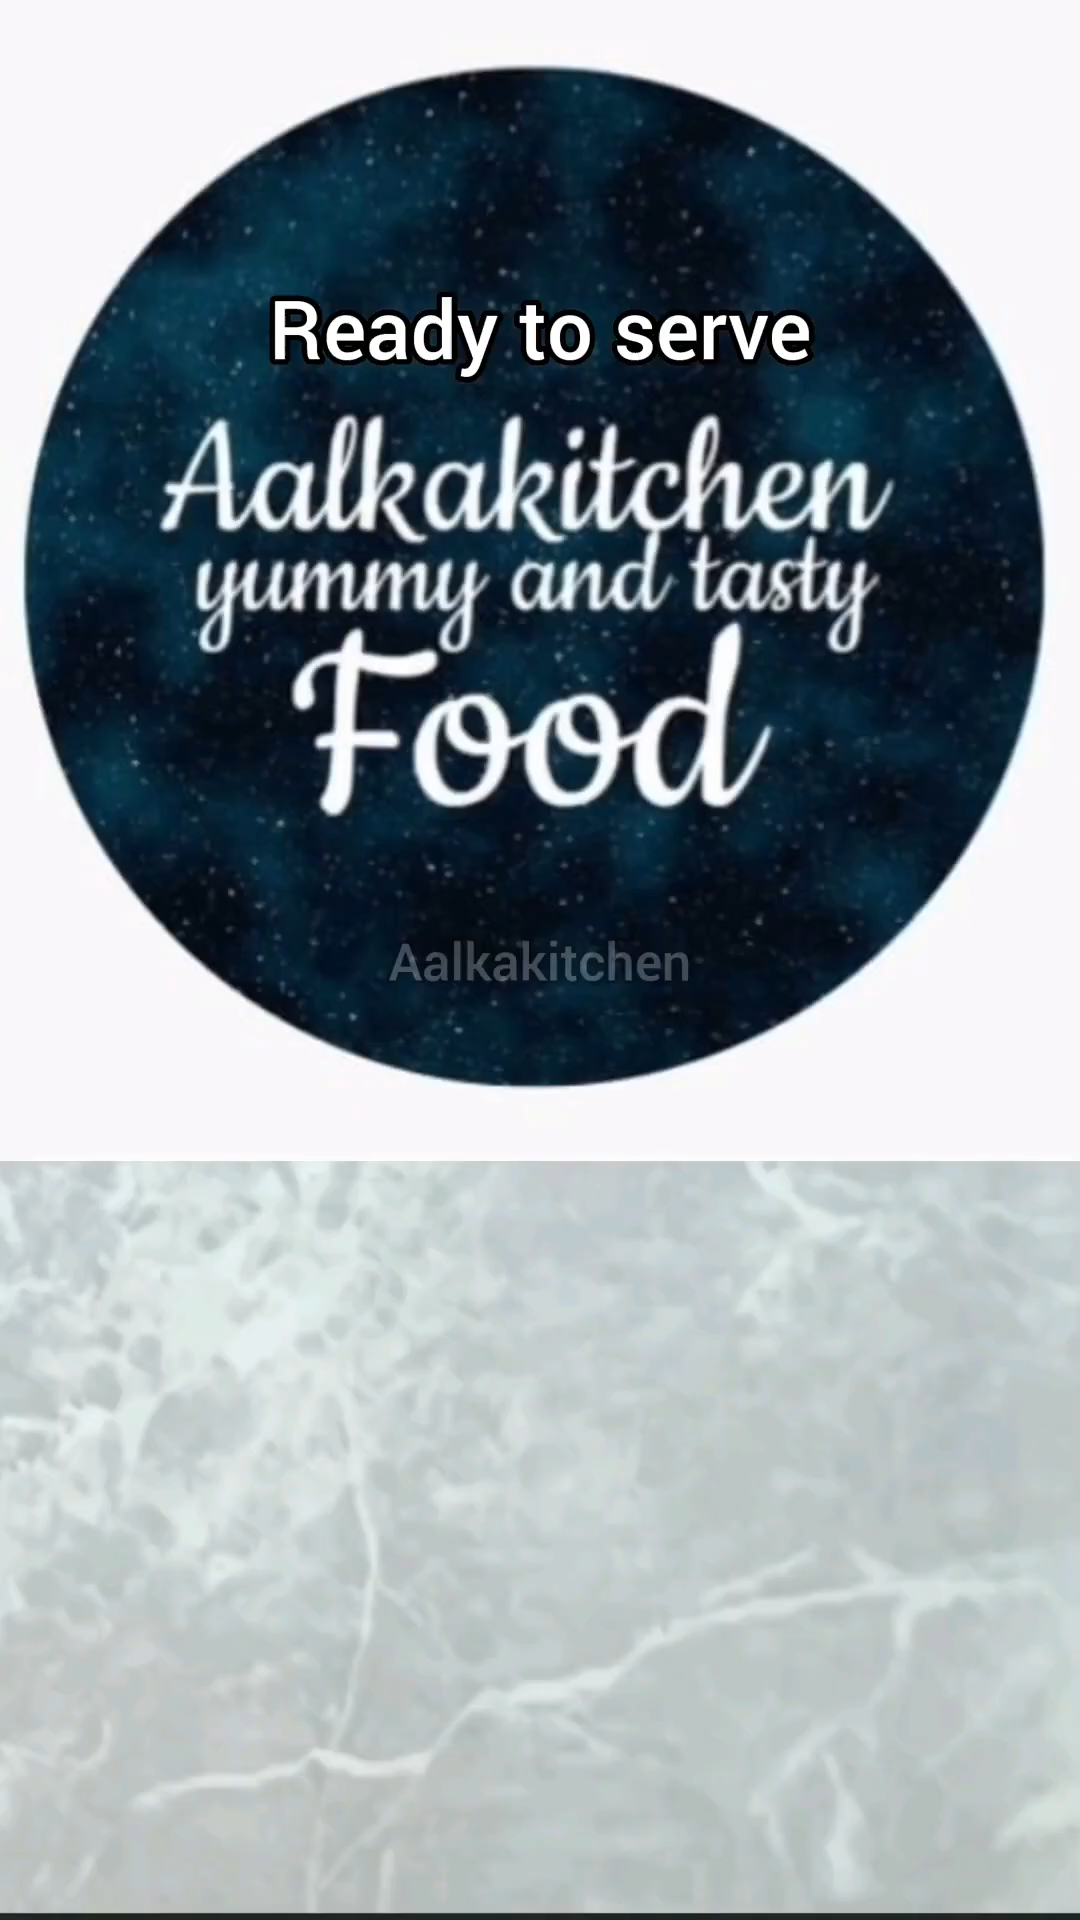 Ready to serve
Aalkakitchen
yummy and tasty
Food
Aalkakitchen